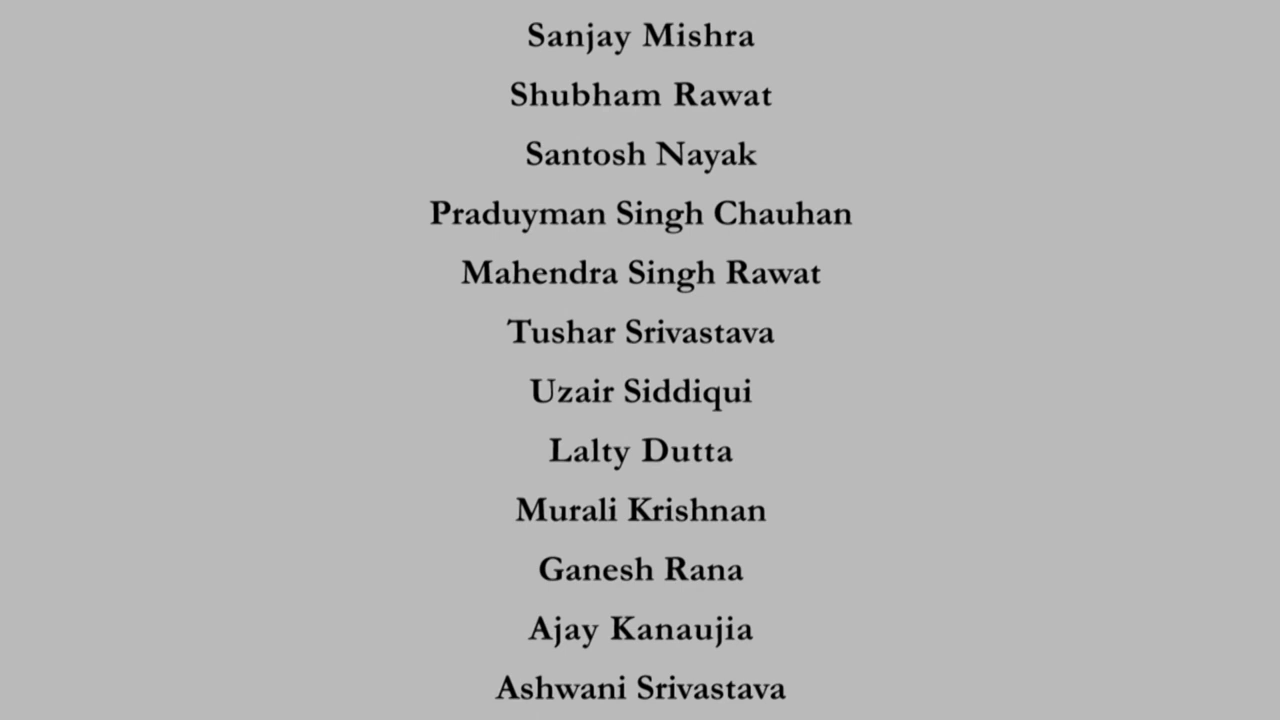 Sanjay Mishra
Shubham Rawat
Santosh Nayak
Praduyman Singh Chauhan
Mahendra Singh Rawat
Tushar Srivastava
Uzair Siddiqui
Lalty Dutta
Murali Krishnan
Ganesh Rana
Ajay Kanaujia
Ashwani Srivastava